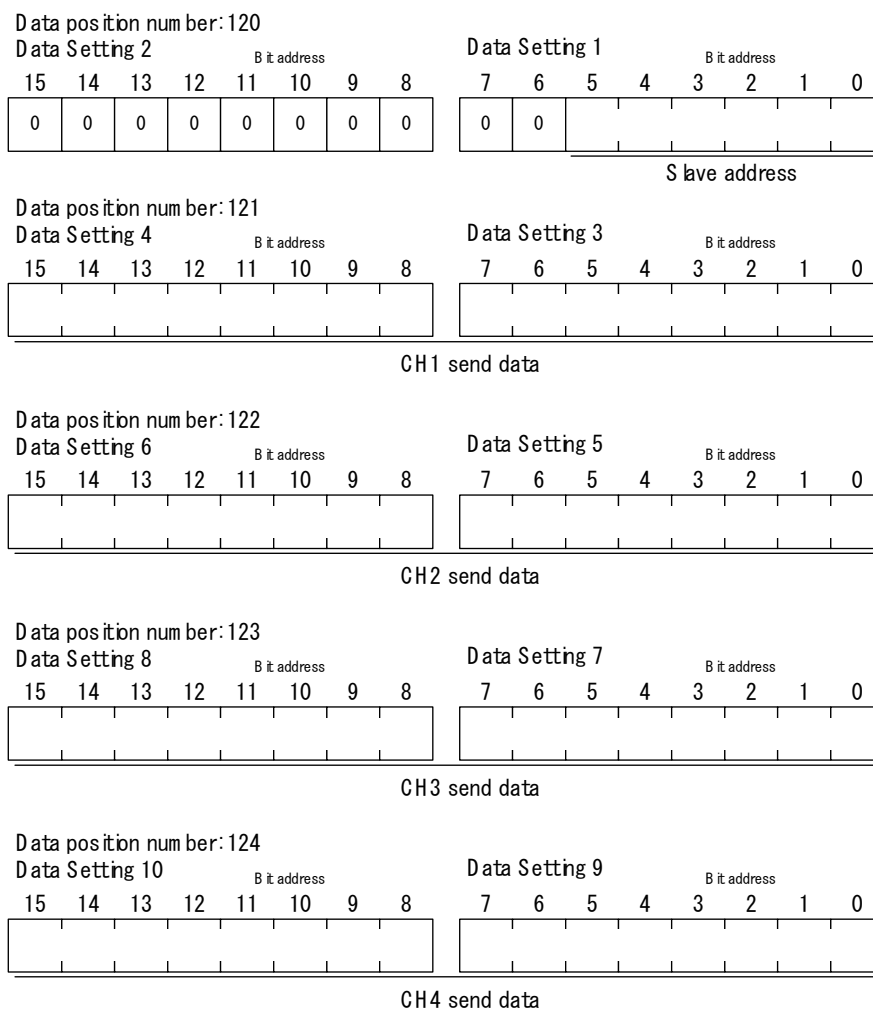 Data position number:120
Data Setting 2 Bit address Data Setting 1 Bit address
15 14 13 12 11 10 9 8 7 6 5 4 3 2 1 0
0 0 0 0 0 0 0 0 0 0
Slave address
Data position number:121
Data Setting 4 Bit address Data Setting 3 Bit address
15 14 13 12 11 10 9 8 7 6 5 4 3 2 1 0
CH1 send data
Data position number:122
Data Setting 6 Bit address Data Setting 5 Bit address
15 14 13 12 11 10 9 8 7 6 5 4 3 2 1 0
CH2 send data
Data position number:123
Data Setting 8 Bit address Data Setting 7 Bit address
15 14 13 12 11 10 9 8 7 6 5 4 3 2 1 0
CH3 send data
Data position number:124
Data Setting 10 Bit address Data Setting 9 Bit address
15 14 13 12 11 10 9 8 7 6 5 4 3 2 1 0
CH4 send data